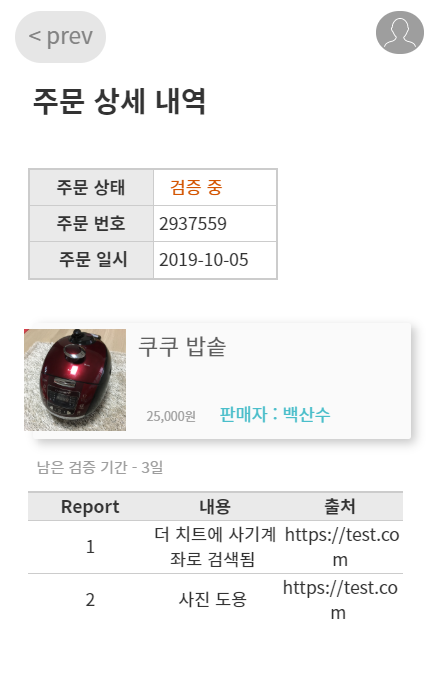 < prev
주문 상세 내역
주문 상태 검증 중
주문 번호 2937559
주문 일시 2019-10-05
쿠쿠 밥솥
25,000원 판매자 : 백산수
남은 검증 기간 - 3일
Report 내용 출처
1 더 치트에 사기계좌로 검색됨 https://test.com
2 사진 도용 https://test.com